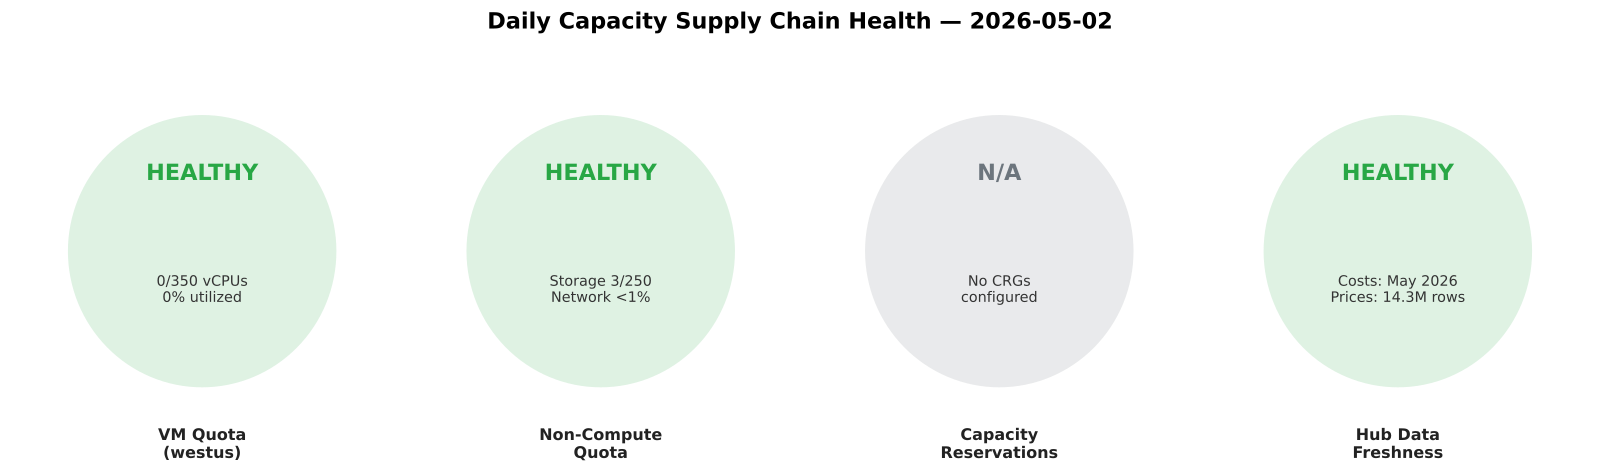 Daily Capacity Supply Chain Health — 2026-05-02
HEALTHY
0/350 vCPUs
0% utilized
VM Quota
(westus)
HEALTHY
Storage 3/250
Network <1%
Non-Compute
Quota
N/A
No CRGs
configured
Capacity
Reservations
HEALTHY
Costs: May 2026
Prices: 14.3M rows
Hub Data
Freshness